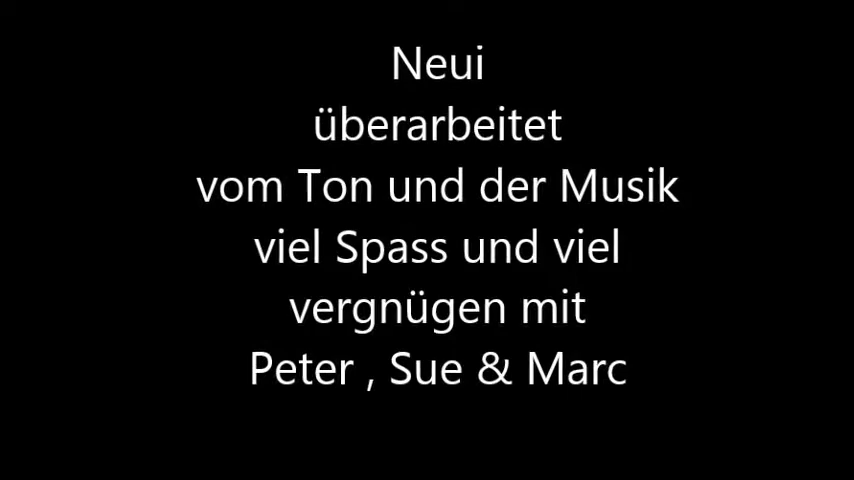 Neui
überarbeitet
vom Ton und der Musik
viel Spass und viel
vergnügen mit
Peter , Sue & Marc